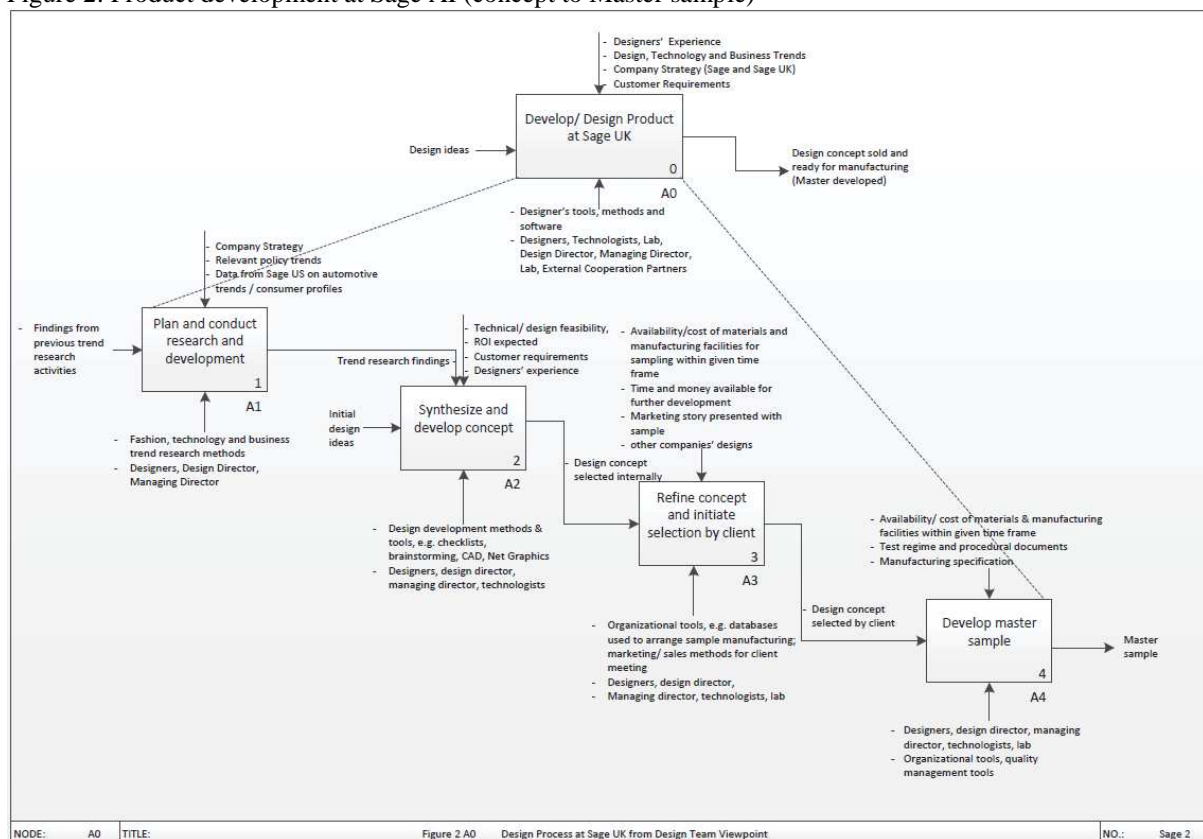 Figure 2: Product development at Sage AI (concept to Master sample)
- Designers' Experience
- Design, Technology and Business Trends
- Company Strategy (Sage and Sage UK)
- Customer Requirements
Develop/ Design Product
at Sage UK
0
A0
Design ideas
Design concept sold and
ready for manufacturing
(Master developed)
- Designer's tools, methods and
software
- Designers, Technologists, Lab,
Design Director, Managing Director,
Lab, External Cooperation Partners
- Company Strategy
- Relevant policy trends
- Data from Sage US on automotive
trends / consumer profiles
- Findings from
previous trend
research
activities
Plan and conduct
research and
development
1
A1
- Fashion, technology and business
trend research methods
- Designers, Design Director,
Managing Director
Trend research findings
- Technical/ design feasibility,
- ROI expected
- Customer requirements
- Designers' experience
Initial
design
ideas
Synthesize and
develop concept
2
A2
- Design development methods &
tools, e.g. checklists,
brainstorming, CAD, Net Graphics
- Designers, design director,
managing director, technologists
- Design concept
selected internally
- Availability/cost of materials and
manufacturing facilities for
sampling within given time
frame
- Time and money available for
further development
- Marketing story presented with
sample
- other companies' designs
Refine concept
and initiate
selection by client
3
A3
- Organizational tools, e.g. databases
used to arrange sample manufacturing;
marketing/ sales methods for client
meeting
- Designers, design director,
- Managing director, technologists, lab
- Design concept
selected by client
- Availability/ cost of materials & manufacturing
facilities within given time frame
- Test regime and procedural documents
- Manufacturing specification
Develop master
sample
4
A4
Master
sample
- Designers, design director, managing
director, technologists, lab
- Organizational tools, quality
management tools
NODE: A0 TITLE: Figure 2 A0 Design Process at Sage UK from Design Team Viewpoint NO.: Sage 2